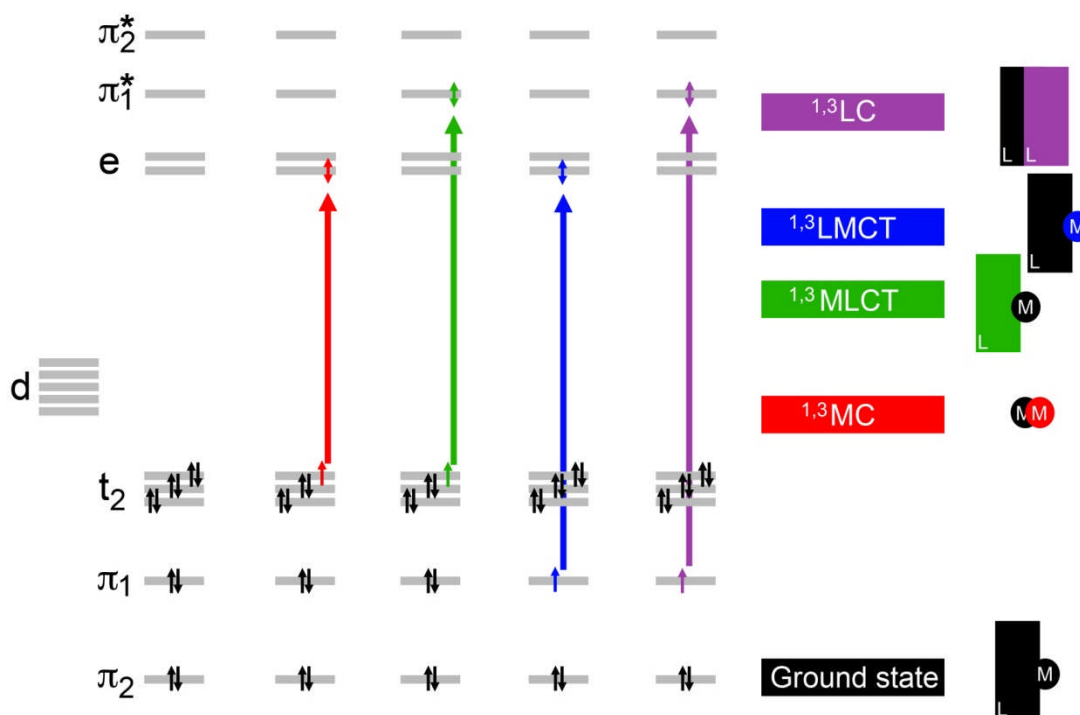 π₂*
π₁*
e
d
t₂
π₁
π₂
¹,³LC
¹,³LMCT
¹,³MLCT
¹,³MC
Ground state
L L
M
L
M
L
M M
M
L